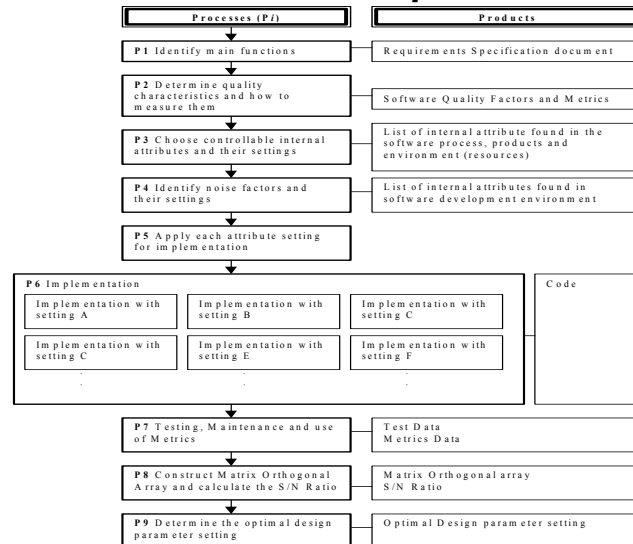 Processes (Pi)
Products
P1 Identify main functions
Requirements Specification document
P2 Determine quality
characteristics and how to
measure them
Software Quality Factors and Metrics
P3 Choose controllable internal
attributes and their settings
List of internal attribute found in the
software process, products and
environment (resources)
P4 Identify noise factors and
their settings
List of internal attributes found in
software development environment
P5 Apply each attribute setting
for implementation
P6 Implementation
Code
Implementation with
setting A
Implementation with
setting B
Implementation with
setting C
Implementation with
setting C
Implementation with
setting E
Implementation with
setting F
P7 Testing, Maintenance and use
of Metrics
Test Data
Metrics Data
P8 Construct Matrix Orthogonal
Array and calculate the S/N Ratio
Matrix Orthogonal array
S/N Ratio
P9 Determine the optimal design
parameter setting
Optimal Design parameter setting